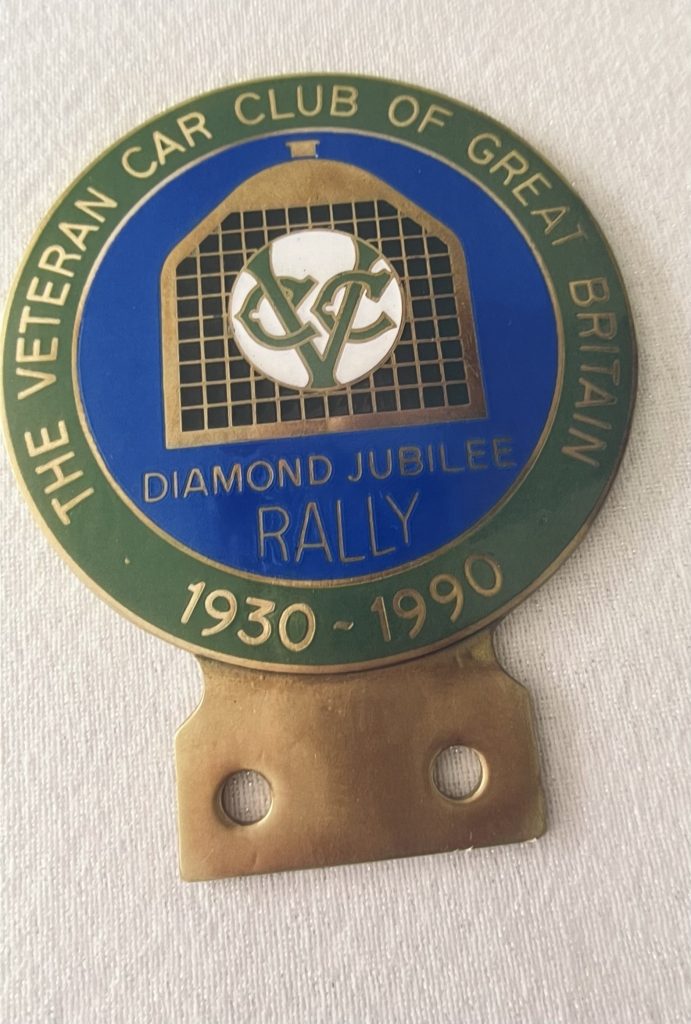 THE VETERAN CAR CLUB OF GREAT BRITAIN
VCC
DIAMOND JUBILEE
RALLY
1930~1990